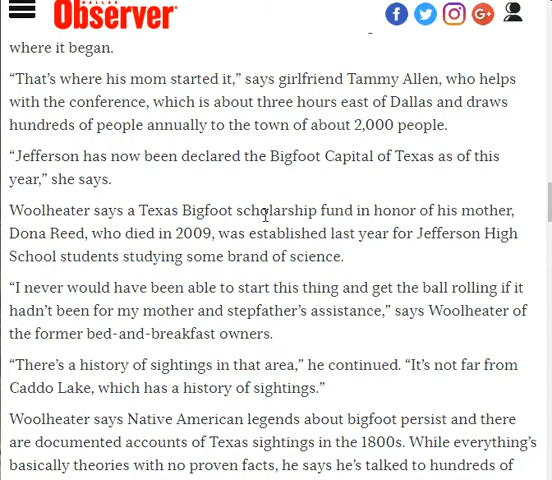 DALLAS
Observer
where it began.
“That’s where his mom started it,” says girlfriend Tammy Allen, who helps
with the conference, which is about three hours east of Dallas and draws
hundreds of people annually to the town of about 2,000 people.
“Jefferson has now been declared the Bigfoot Capital of Texas as of this
year,” she says.
Woolheater says a Texas Bigfoot scholarship fund in honor of his mother,
Dona Reed, who died in 2009, was established last year for Jefferson High
School students studying some brand of science.
“I never would have been able to start this thing and get the ball rolling if it
hadn’t been for my mother and stepfather’s assistance,” says Woolheater of
the former bed-and-breakfast owners.
“There’s a history of sightings in that area,” he continued. “It’s not far from
Caddo Lake, which has a history of sightings.”
Woolheater says Native American legends about bigfoot persist and there
are documented accounts of Texas sightings in the 1800s. While everything’s
basically theories with no proven facts, he says he’s talked to hundreds of